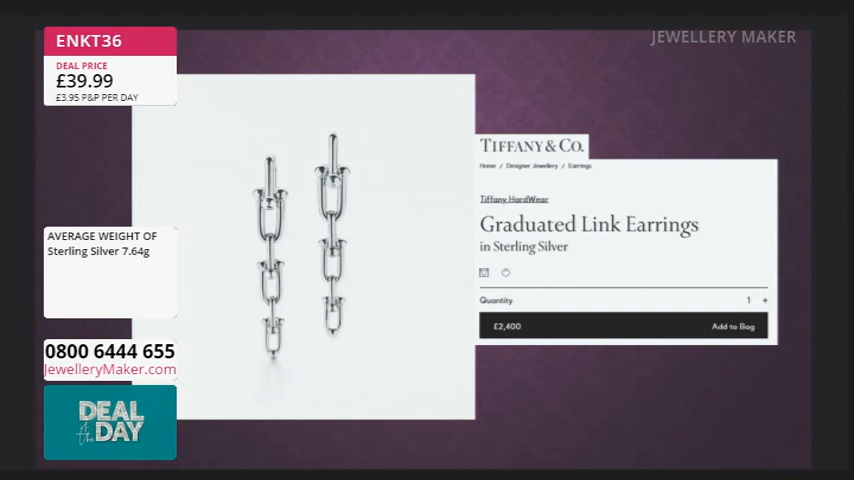 ENKT36
DEAL PRICE
£39.99
£3.95 P&P PER DAY
JEWELLERY MAKER
TIFFANY & CO.
Home / Designer Jewellery / Earrings
Tiffany HardWear
Graduated Link Earrings
in Sterling Silver
Quantity 1 +
£2,400 Add to Bag
AVERAGE WEIGHT OF
Sterling Silver 7.64g
0800 6444 655
JewelleryMaker.com
DEAL
of the
DAY